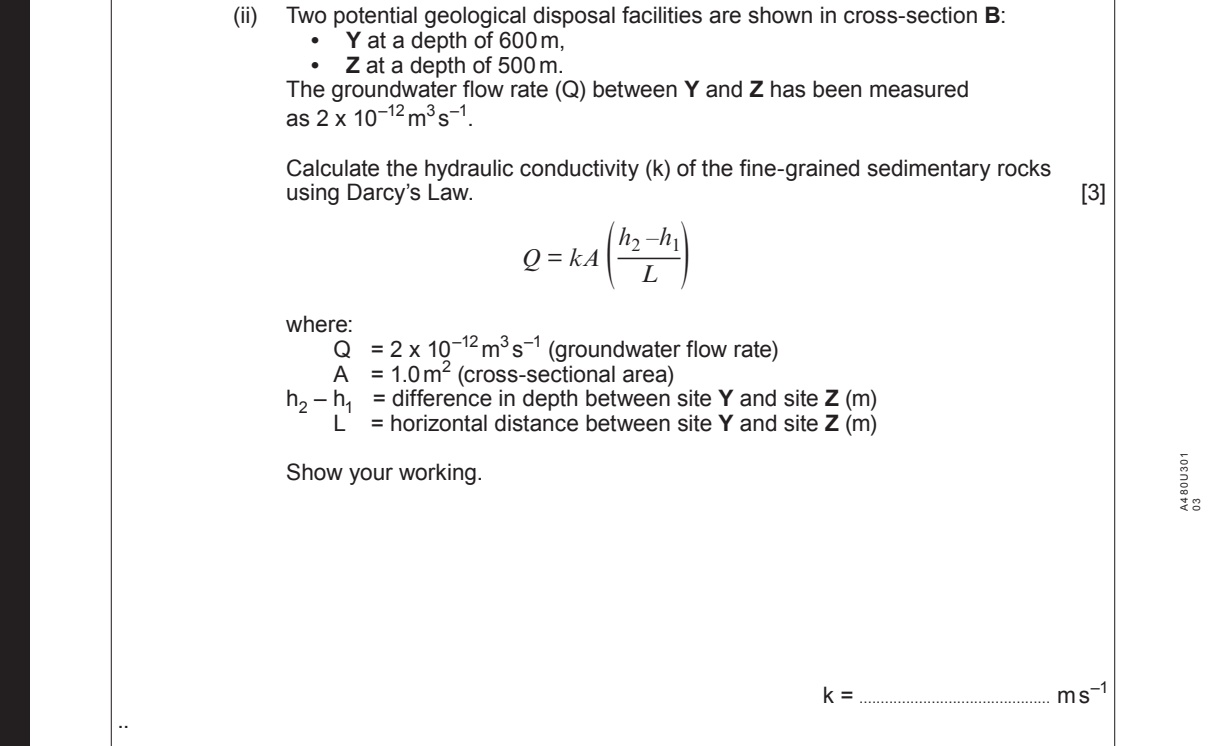 (ii) Two potential geological disposal facilities are shown in cross-section B:
• Y at a depth of 600 m,
• Z at a depth of 500 m.
The groundwater flow rate (Q) between Y and Z has been measured
as 2 x 10⁻¹² m³ s⁻¹.
Calculate the hydraulic conductivity (k) of the fine-grained sedimentary rocks
using Darcy's Law. [3]
Q = kA (h₂ – h₁ / L)
where:
Q = 2 x 10⁻¹² m³ s⁻¹ (groundwater flow rate)
A = 1.0 m² (cross-sectional area)
h₂ – h₁ = difference in depth between site Y and site Z (m)
L = horizontal distance between site Y and site Z (m)
Show your working.
A480U301
03
k = ............................................ m s⁻¹
..